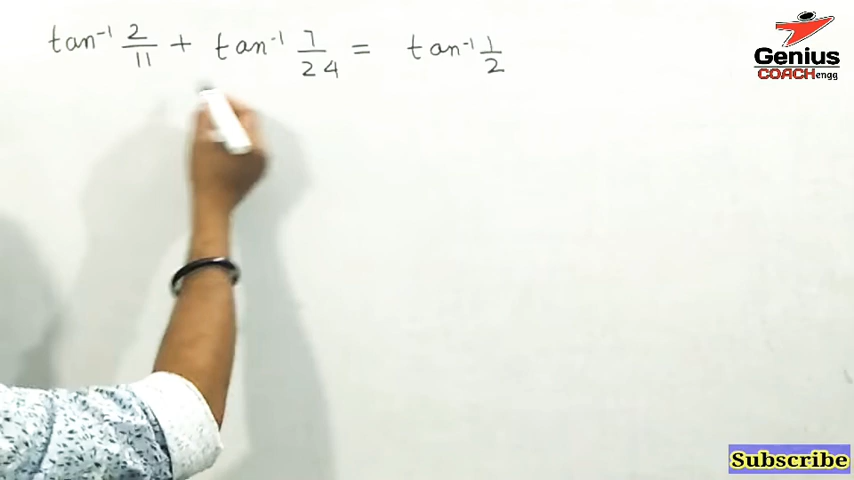 tan⁻¹ 2/11 + tan⁻¹ 7/24 = tan⁻¹ 1/2
Genius
COACHengg
Subscribe